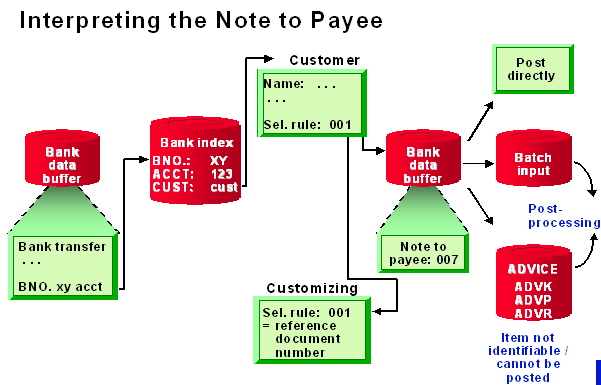 Interpreting the Note to Payee
Customer
Name: ...
...
Sel. rule: 001
Post
directly
Bank index
BNO.: XY
ACCT: 123
CUST: cust
Bank
data
buffer
Bank
data
buffer
Batch
input
Post-
processing
Bank transfer
...
BNO. xy acct
Note to
payee: 007
ADVICE
ADVK
ADVP
ADVR
Customizing
Sel. rule: 001
= reference
document
number
Item not
identifiable /
cannot be
posted